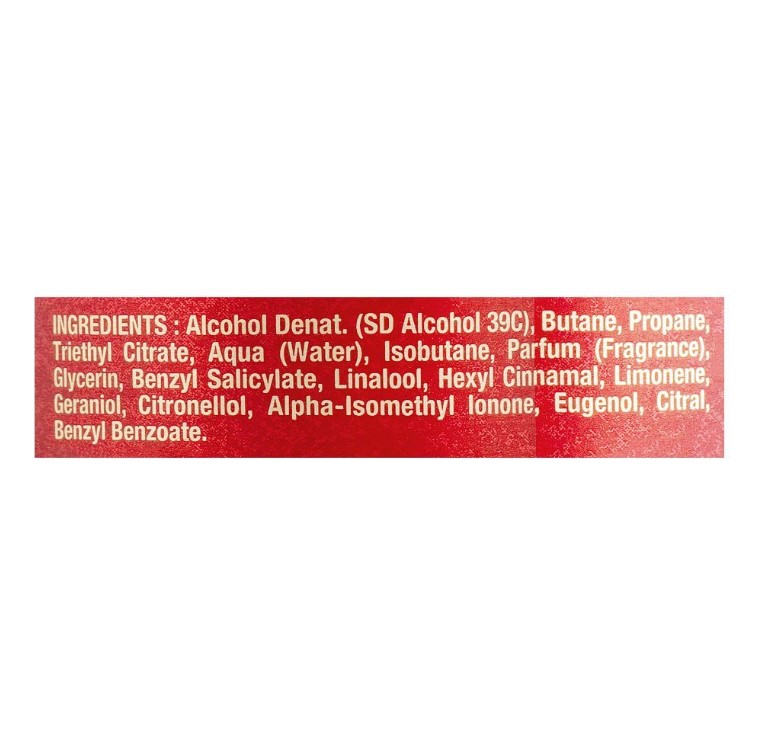 INGREDIENTS : Alcohol Denat. (SD Alcohol 39C), Butane, Propane,
Triethyl Citrate, Aqua (Water), Isobutane, Parfum (Fragrance),
Glycerin, Benzyl Salicylate, Linalool, Hexyl Cinnamal, Limonene,
Geraniol, Citronellol, Alpha-Isomethyl Ionone, Eugenol, Citral,
Benzyl Benzoate.